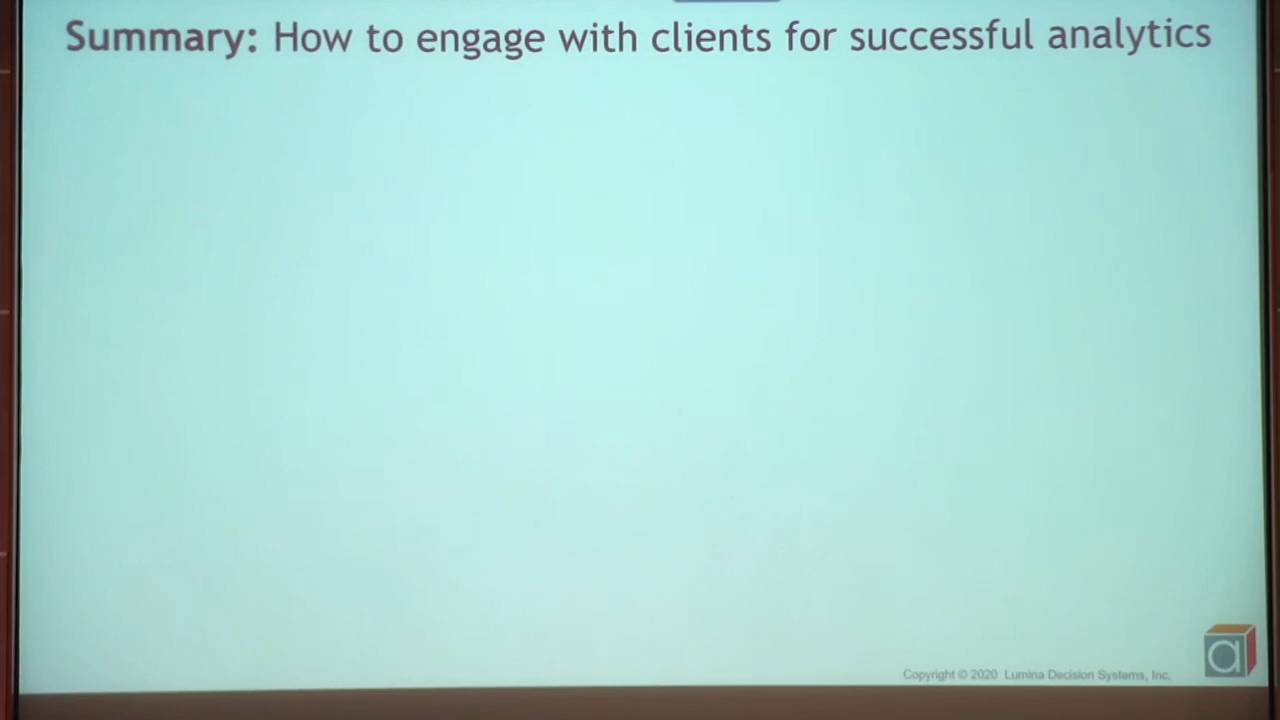 Summary: How to engage with clients for successful analytics
Copyright © 2020 Lumina Decision Systems, Inc.
a